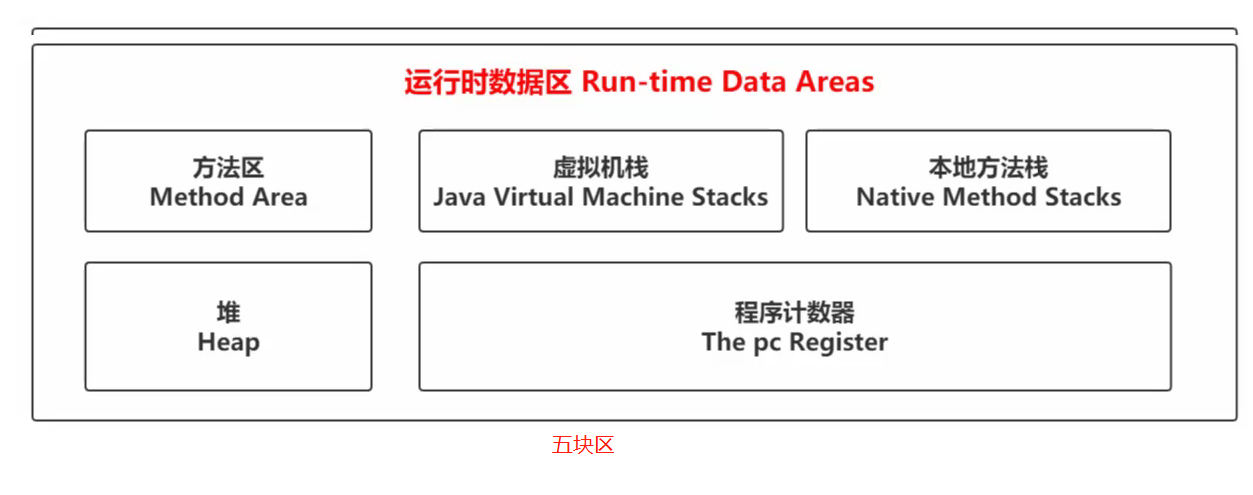 运行时数据区 Run-time Data Areas
方法区
Method Area
虚拟机栈
Java Virtual Machine Stacks
本地方法栈
Native Method Stacks
堆
Heap
程序计数器
The pc Register
五块区